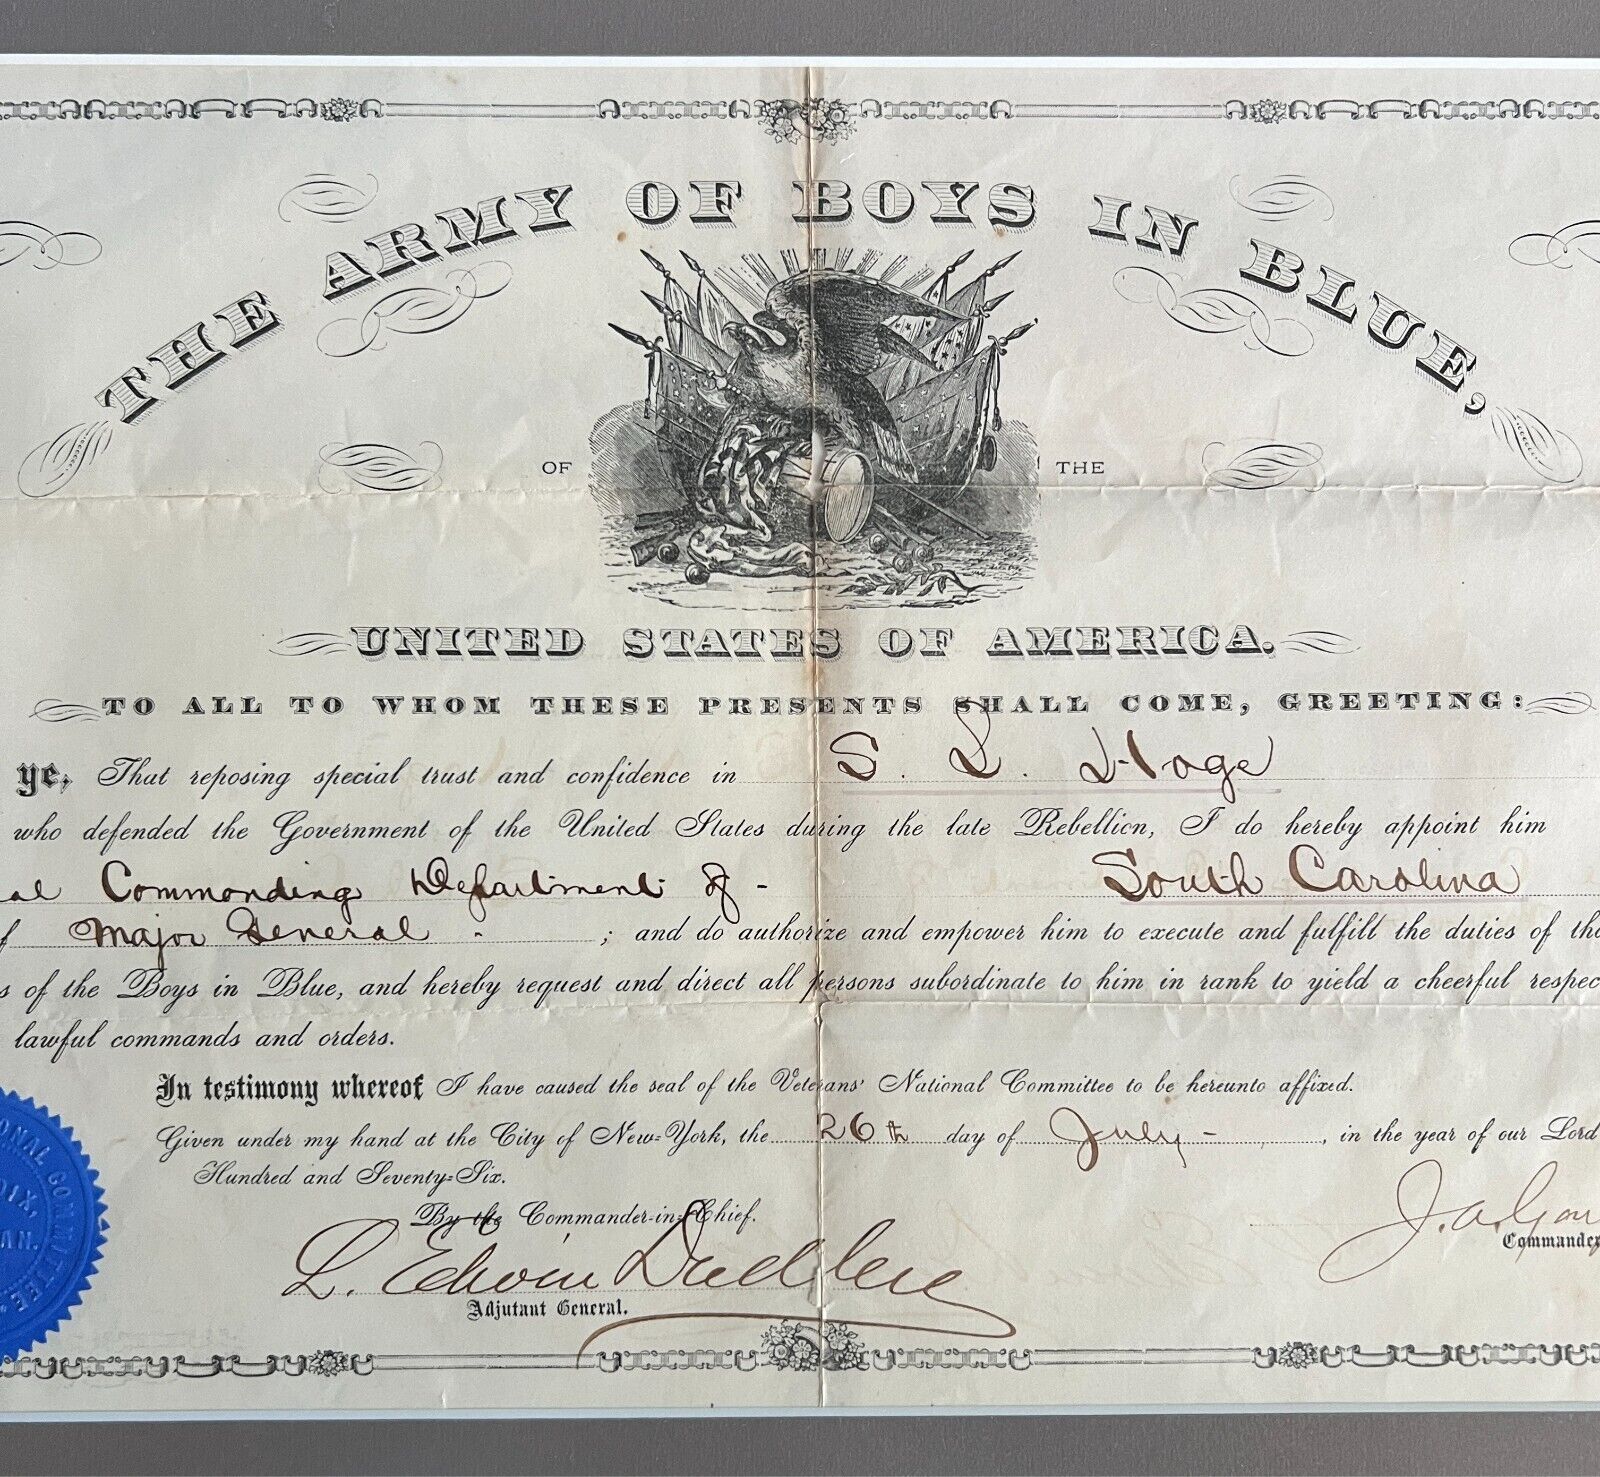 THE ARMY OF BOYS IN BLUE,
OF THE
UNITED STATES OF AMERICA.
TO ALL TO WHOM THESE PRESENTS SHALL COME, GREETING:
ye, That reposing special trust and confidence in S. L. Hoge
who defended the Government of the United States during the late Rebellion, I do hereby appoint him
al Commanding Department of - South Carolina
f Major General - ; and do authorize and empower him to execute and fulfill the duties of the
s of the Boys in Blue, and hereby request and direct all persons subordinate to him in rank to yield a cheerful respec
lawful commands and orders.
In testimony whereof I have caused the seal of the Veterans' National Committee to be hereunto affixed.
Given under my hand at the City of New-York, the 26th day of July - , in the year of our Lord
Hundred and Seventy-Six.
By the Commander-in-Chief.
L. Edwin Dudley
Adjutant General.
J. A. Gor
Commander
ONAL COMMITTEE
DIX,
AN.